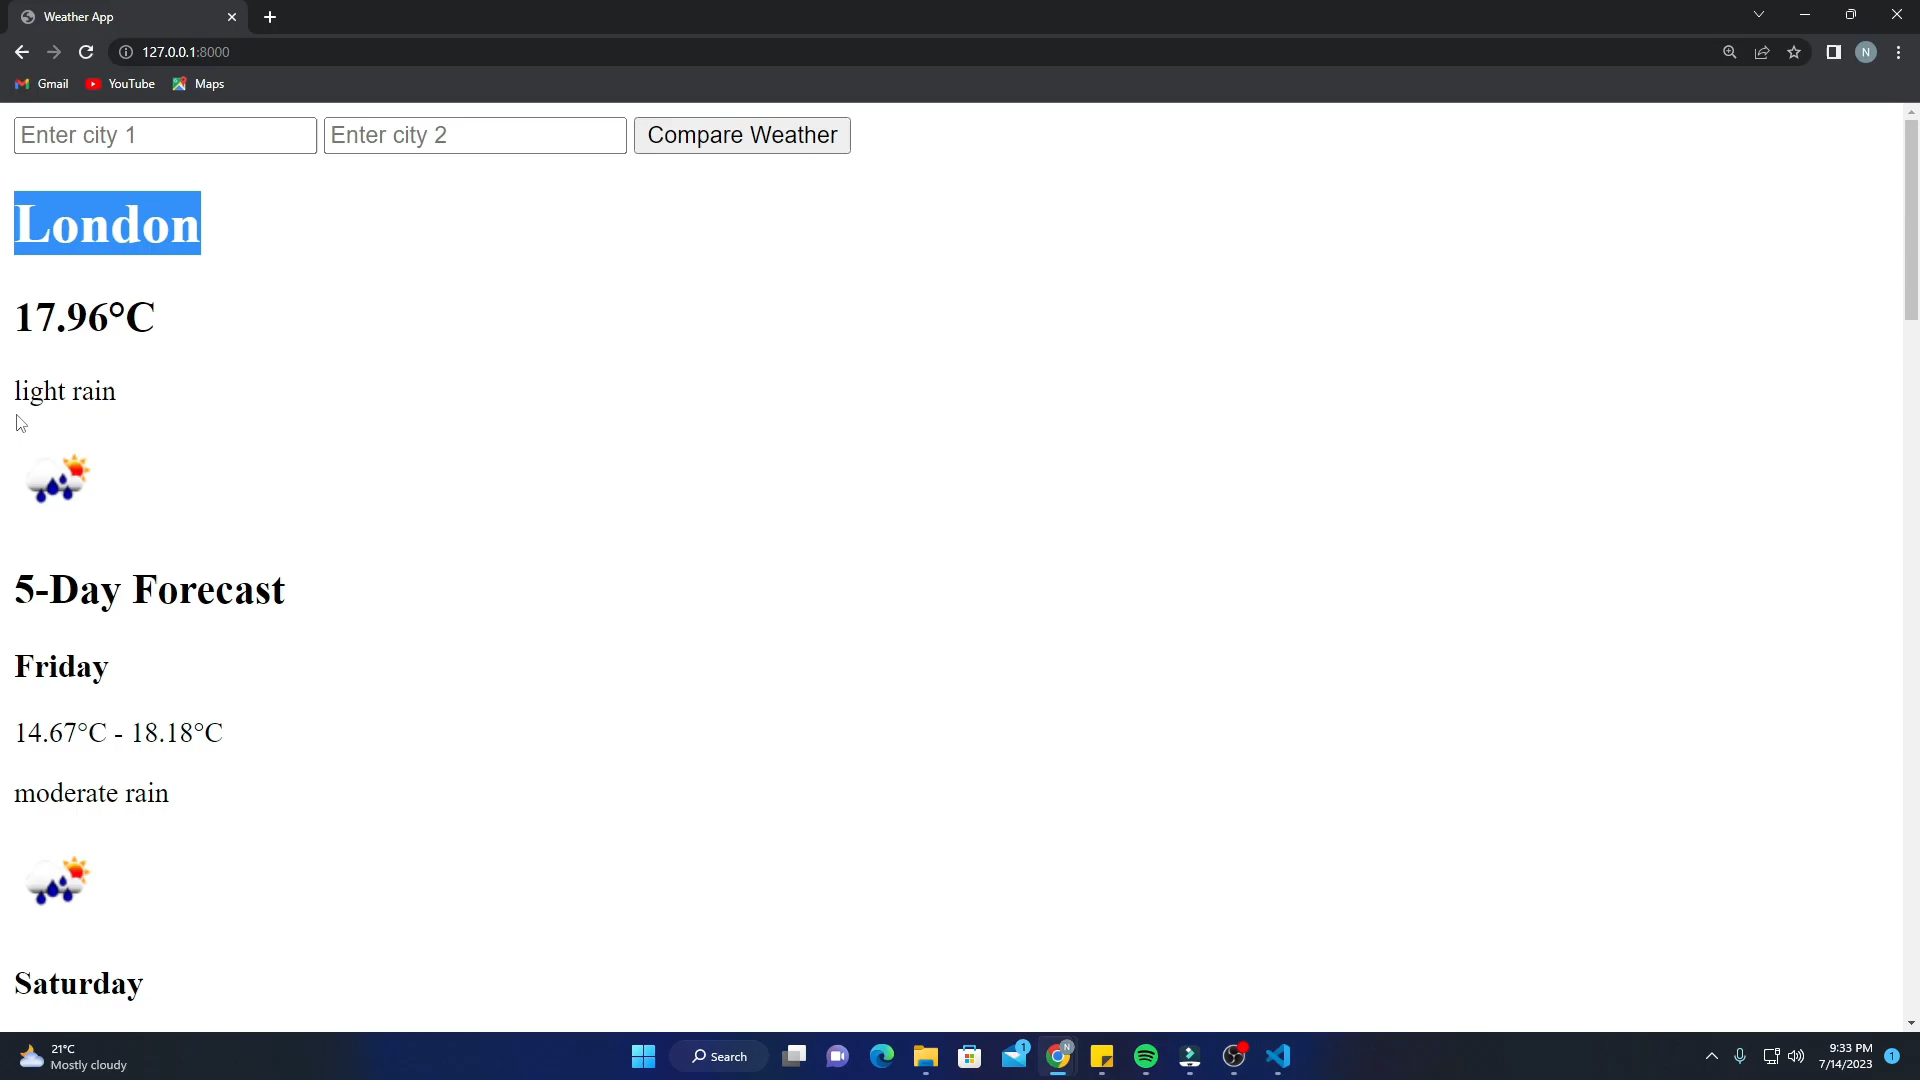 Weather App
127.0.0.1:8000
N
Gmail
YouTube
Maps
Enter city 1
Enter city 2
Compare Weather
London
17.96°C
light rain
5-Day Forecast
Friday
14.67°C - 18.18°C
moderate rain
Saturday
21°C
Mostly cloudy
Search
1
N
9:33 PM
7/14/2023
1